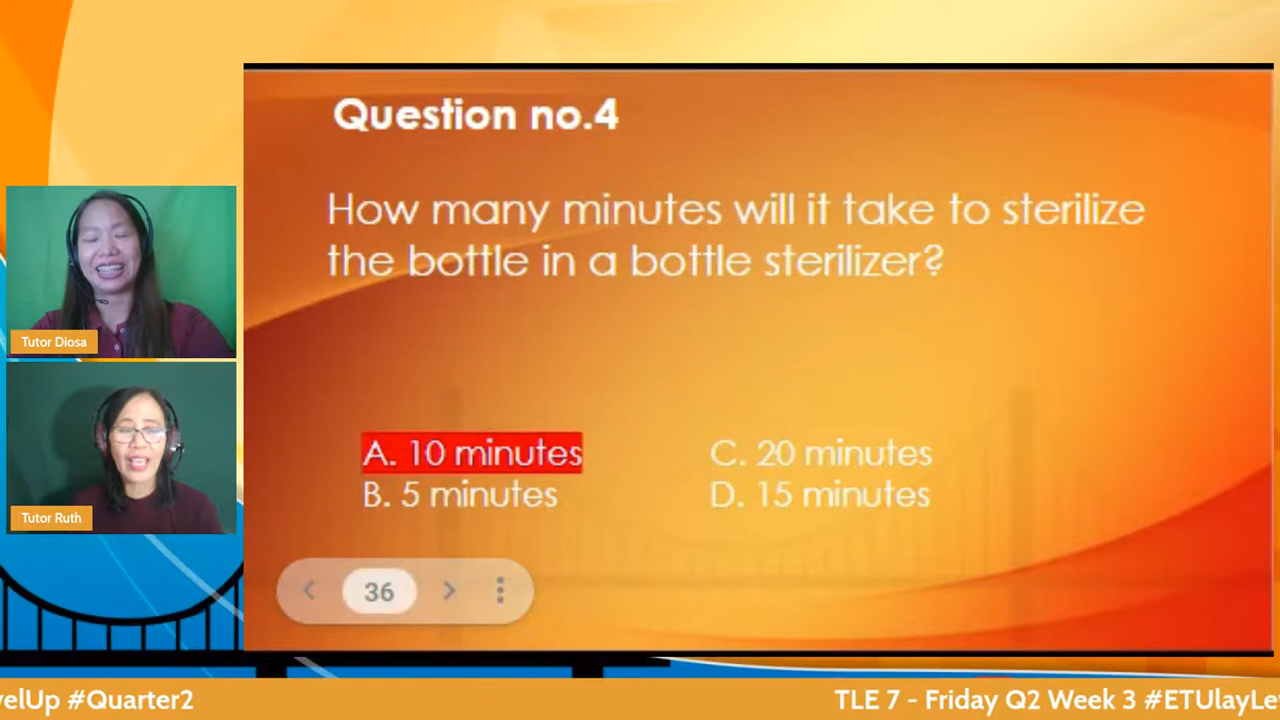 Question no.4
How many minutes will it take to sterilize
the bottle in a bottle sterilizer?
A. 10 minutes
B. 5 minutes
C. 20 minutes
D. 15 minutes
36
Tutor Diosa
Tutor Ruth
velUp #Quarter2
TLE 7 - Friday Q2 Week 3 #ETUlayLe